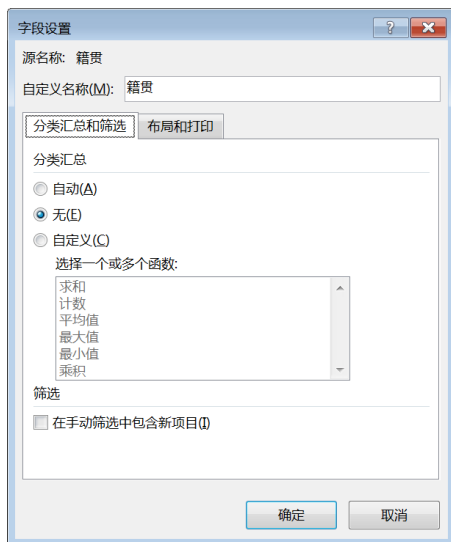 字段设置
源名称: 籍贯
自定义名称(M): 籍贯
分类汇总和筛选 布局和打印
分类汇总
自动(A)
无(E)
自定义(C)
选择一个或多个函数:
求和
计数
平均值
最大值
最小值
乘积
筛选
在手动筛选中包含新项目(I)
确定 取消